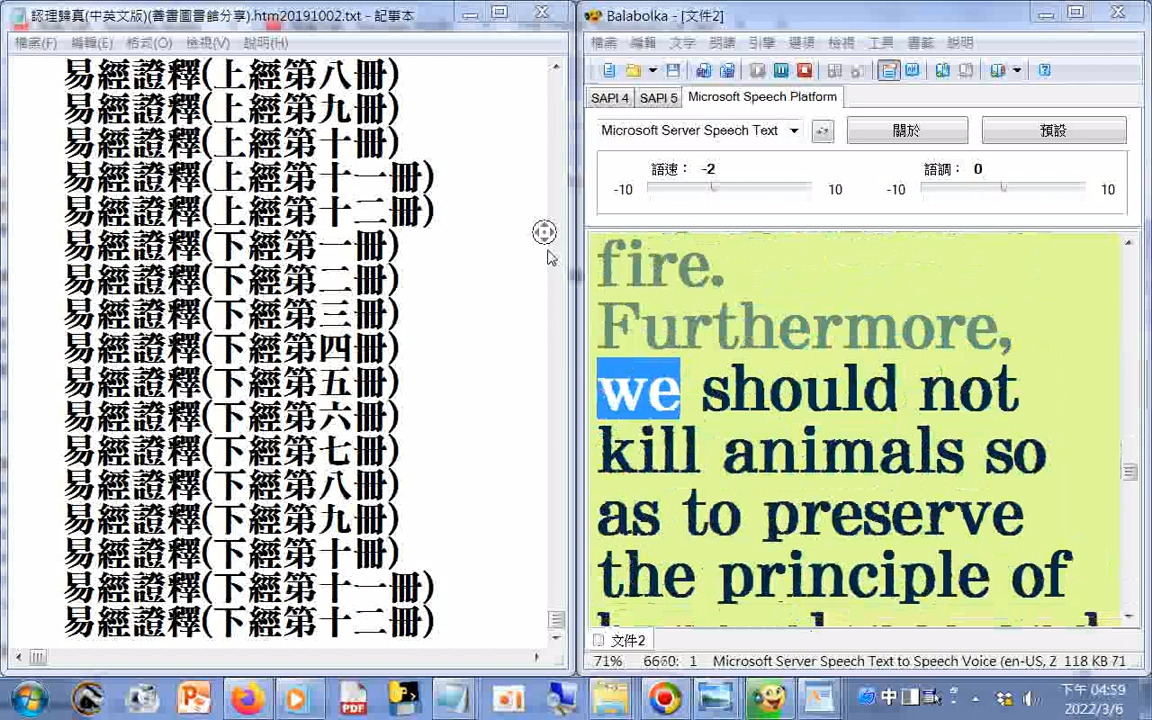 認理歸真(中英文版)(善書圖書館分享).htm20191002.txt - 記事本
檔案(F) 編輯(E) 格式(O) 檢視(V) 說明(H)
易經證釋(上經第八冊)
易經證釋(上經第九冊)
易經證釋(上經第十冊)
易經證釋(上經第十一冊)
易經證釋(上經第十二冊)
易經證釋(下經第一冊)
易經證釋(下經第二冊)
易經證釋(下經第三冊)
易經證釋(下經第四冊)
易經證釋(下經第五冊)
易經證釋(下經第六冊)
易經證釋(下經第七冊)
易經證釋(下經第八冊)
易經證釋(下經第九冊)
易經證釋(下經第十冊)
易經證釋(下經第十一冊)
易經證釋(下經第十二冊)
Balabolka - [文件2]
檔案 編輯 文字 朗讀 引擎 選項 檢視 工具 書籤 說明
SAPI 4 SAPI 5 Microsoft Speech Platform
Microsoft Server Speech Text 關於 預設
語速： -2 語調： 0
-10 10 -10 10
fire.
Furthermore,
we should not
kill animals so
as to preserve
the principle of
文件2
71% 6660: 1 Microsoft Server Speech Text to Speech Voice (en-US, Z 118 KB 71
PDF
中
下午 04:59
2022/3/6